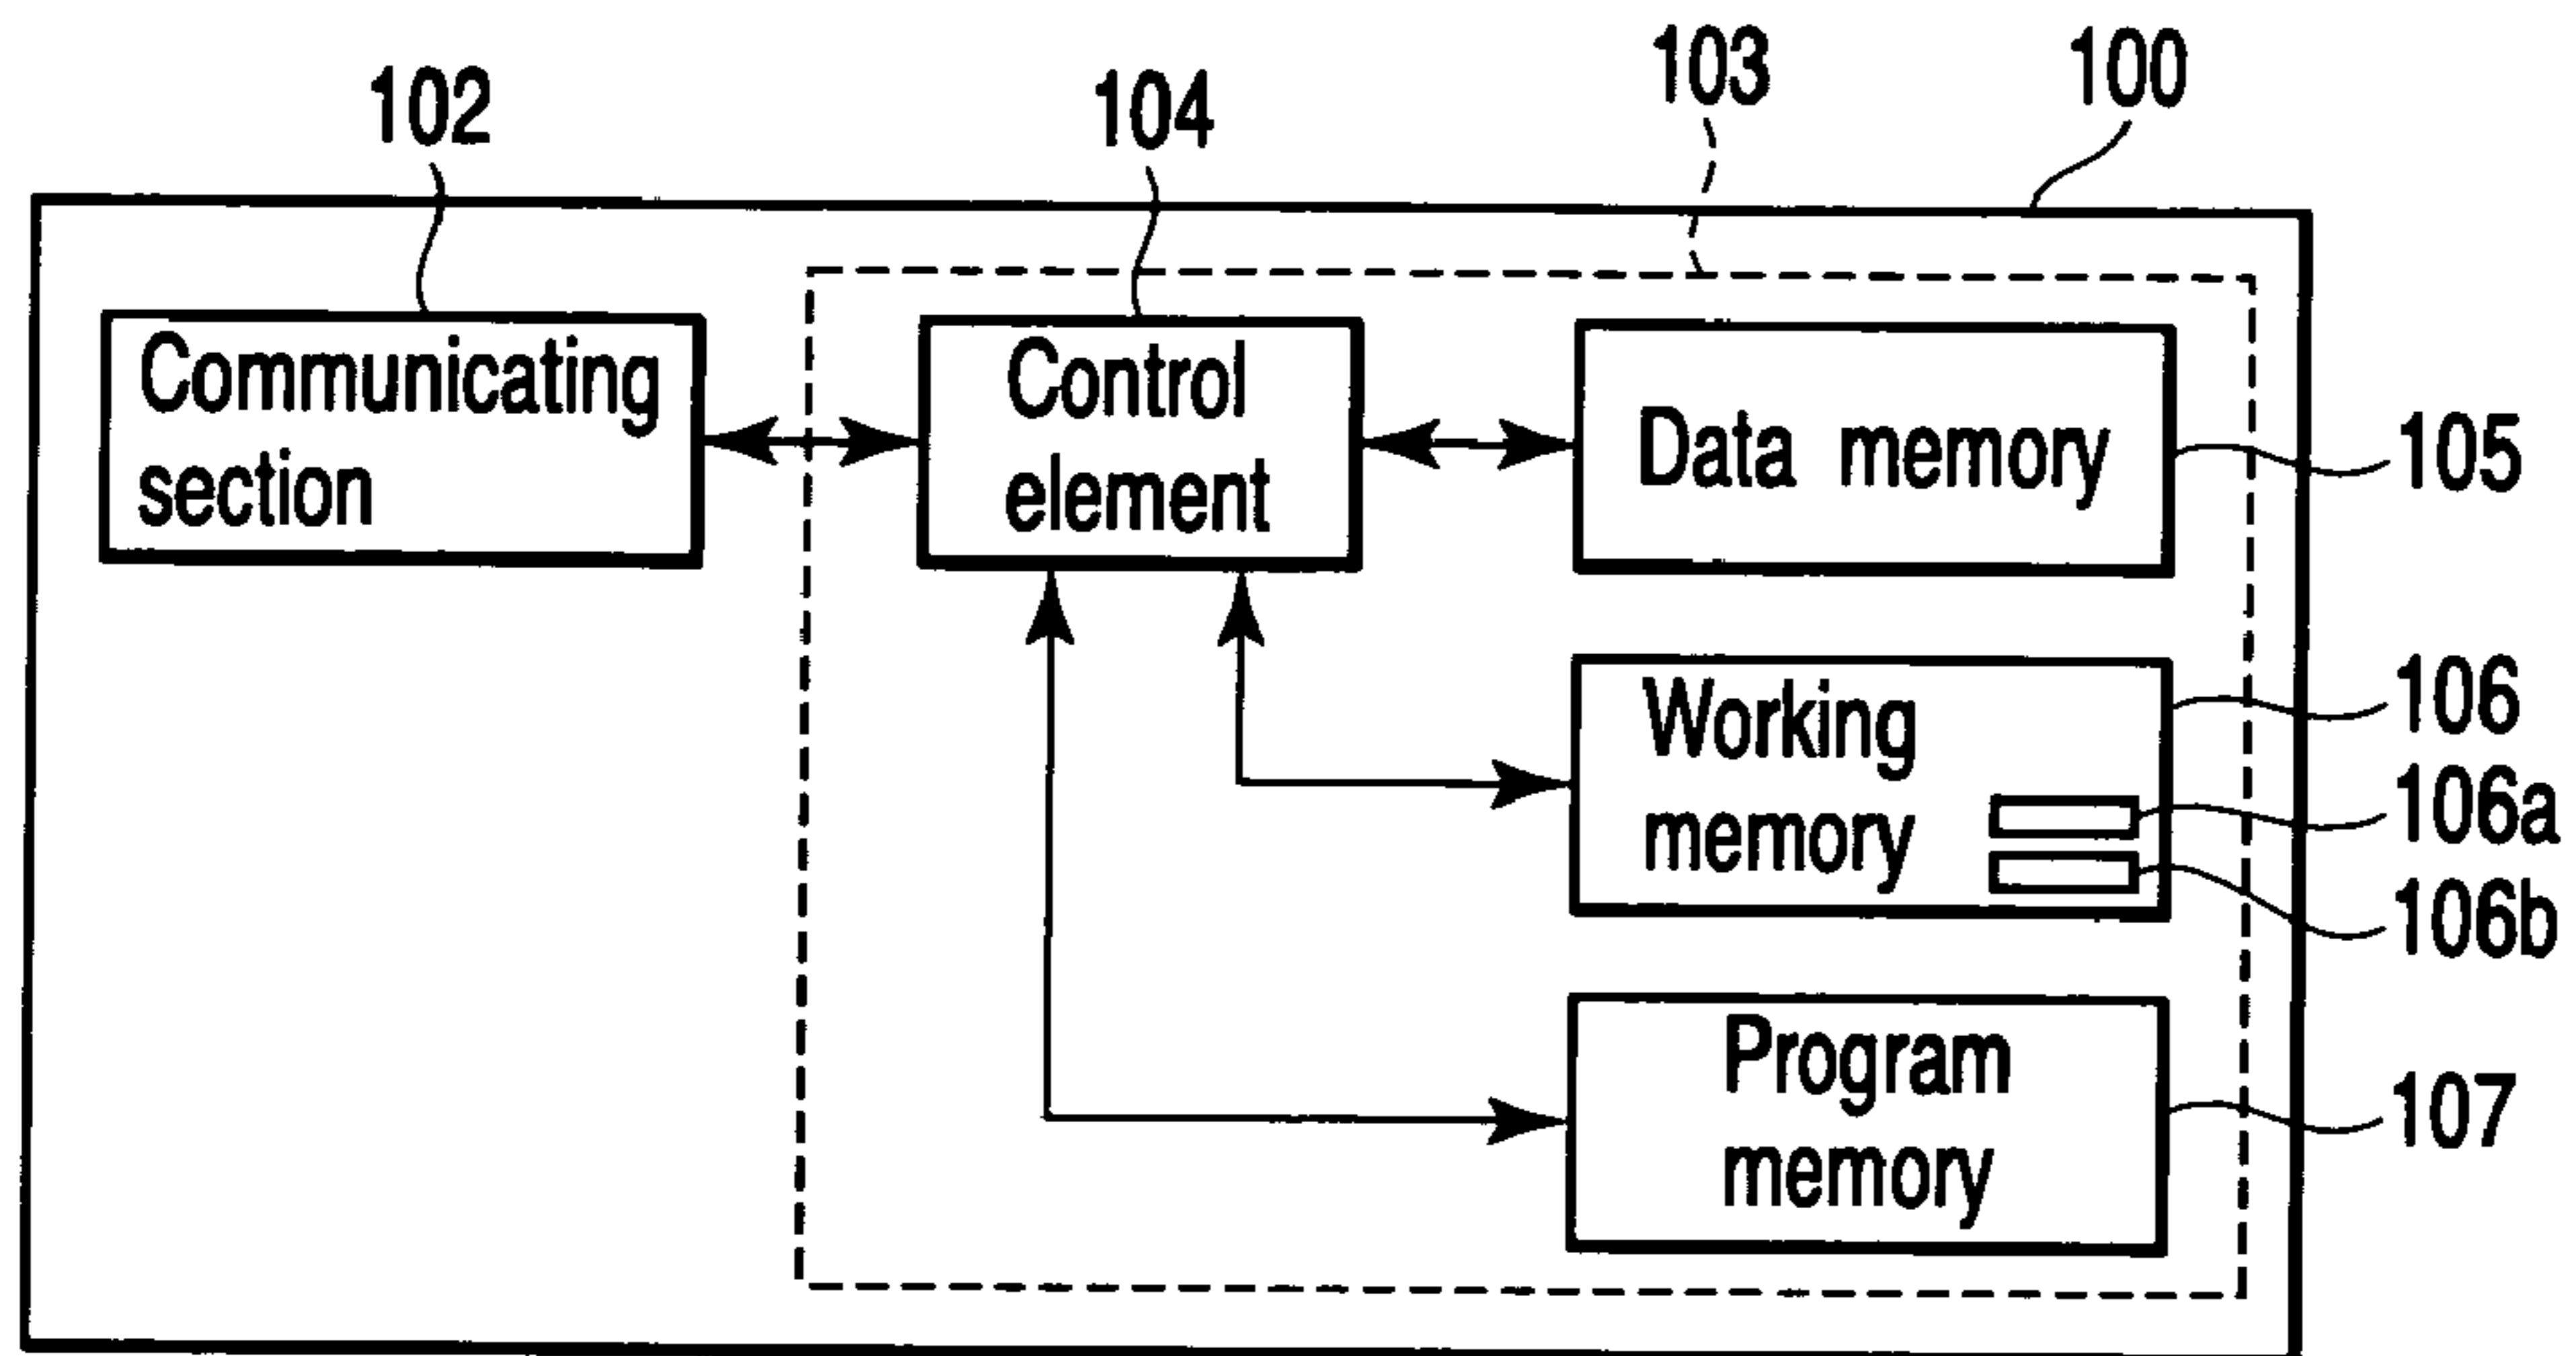 103
100
102
104
Communicating
section
Control
element
Data memory
105
Working
memory
106
106a
106b
Program
memory
107